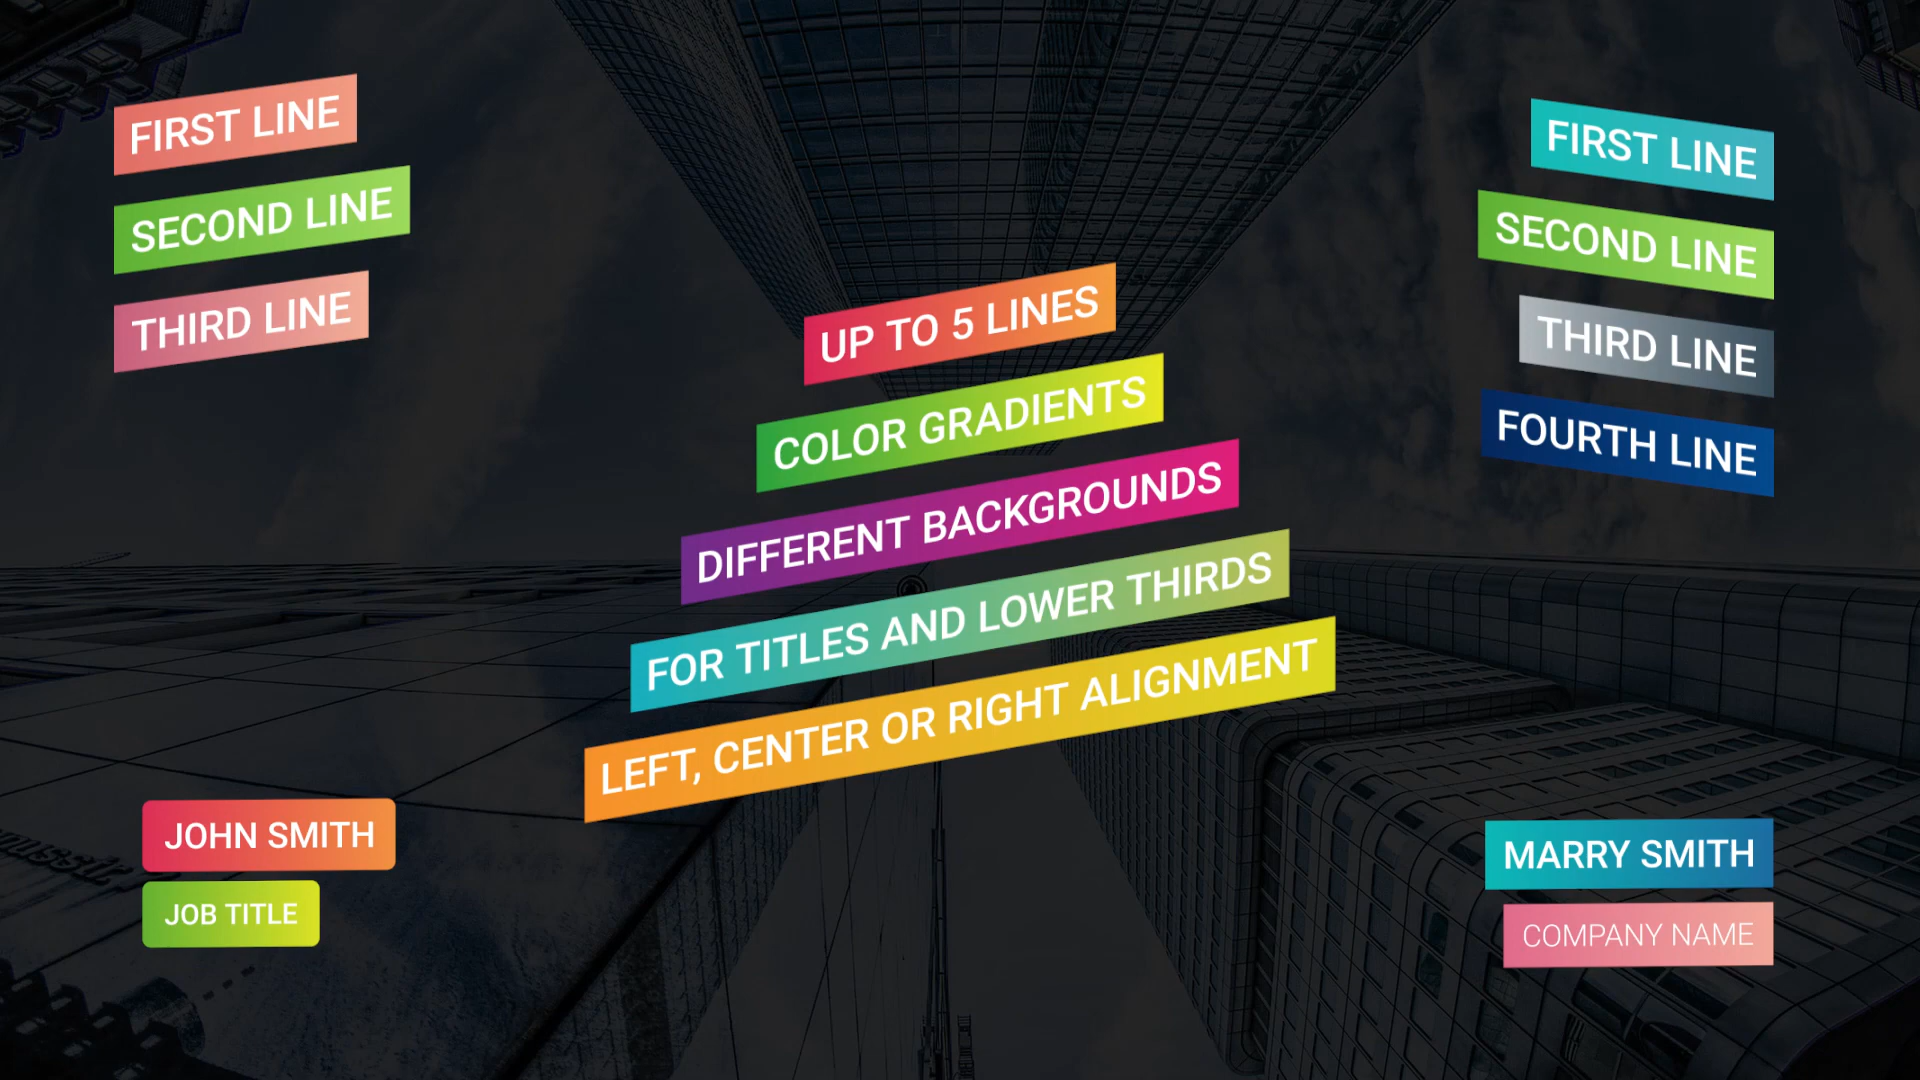 FIRST LINE
SECOND LINE
THIRD LINE
FIRST LINE
SECOND LINE
THIRD LINE
FOURTH LINE
UP TO 5 LINES
COLOR GRADIENTS
DIFFERENT BACKGROUNDS
FOR TITLES AND LOWER THIRDS
LEFT, CENTER OR RIGHT ALIGNMENT
JOHN SMITH
JOB TITLE
MARRY SMITH
COMPANY NAME